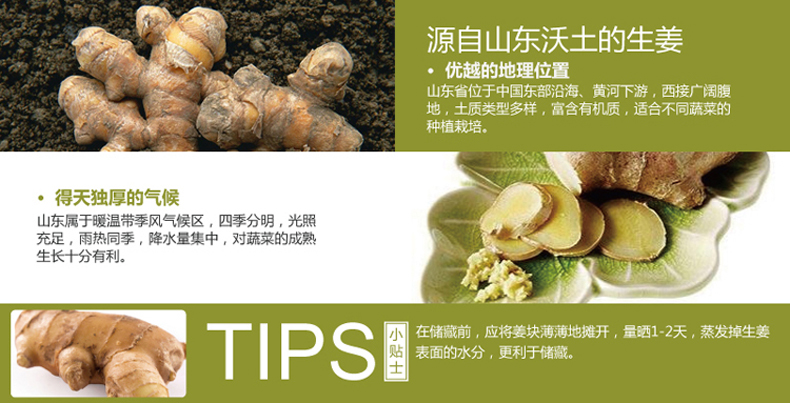 源自山东沃土的生姜
• 优越的地理位置
山东省位于中国东部沿海、黄河下游，西接广阔腹
地，土质类型多样，富含有机质，适合不同蔬菜的
种植栽培。
• 得天独厚的气候
山东属于暖温带季风气候区，四季分明，光照
充足，雨热同季，降水量集中，对蔬菜的成熟
生长十分有利。
TIPS
小贴士
在储藏前，应将姜块薄薄地摊开，量晒1-2天，蒸发掉生姜
表面的水分，更利于储藏。